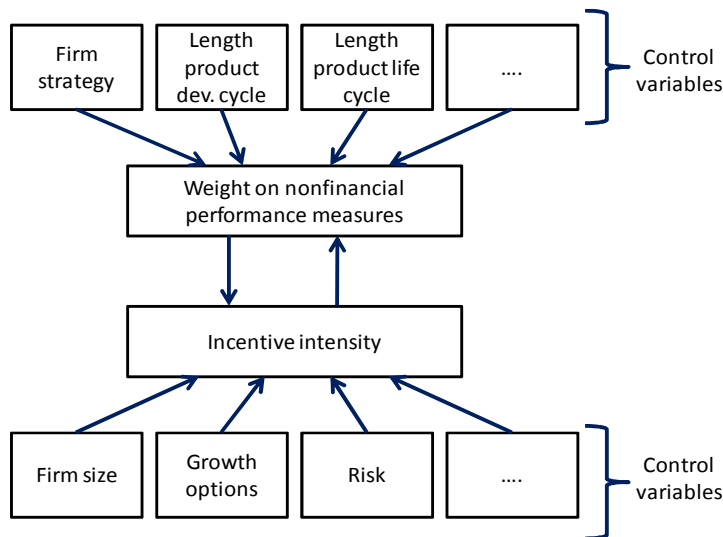 Firm
strategy
Length
product
dev. cycle
Length
product life
cycle
....
Control
variables
Weight on nonfinancial
performance measures
Incentive intensity
Firm size
Growth
options
Risk
....
Control
variables